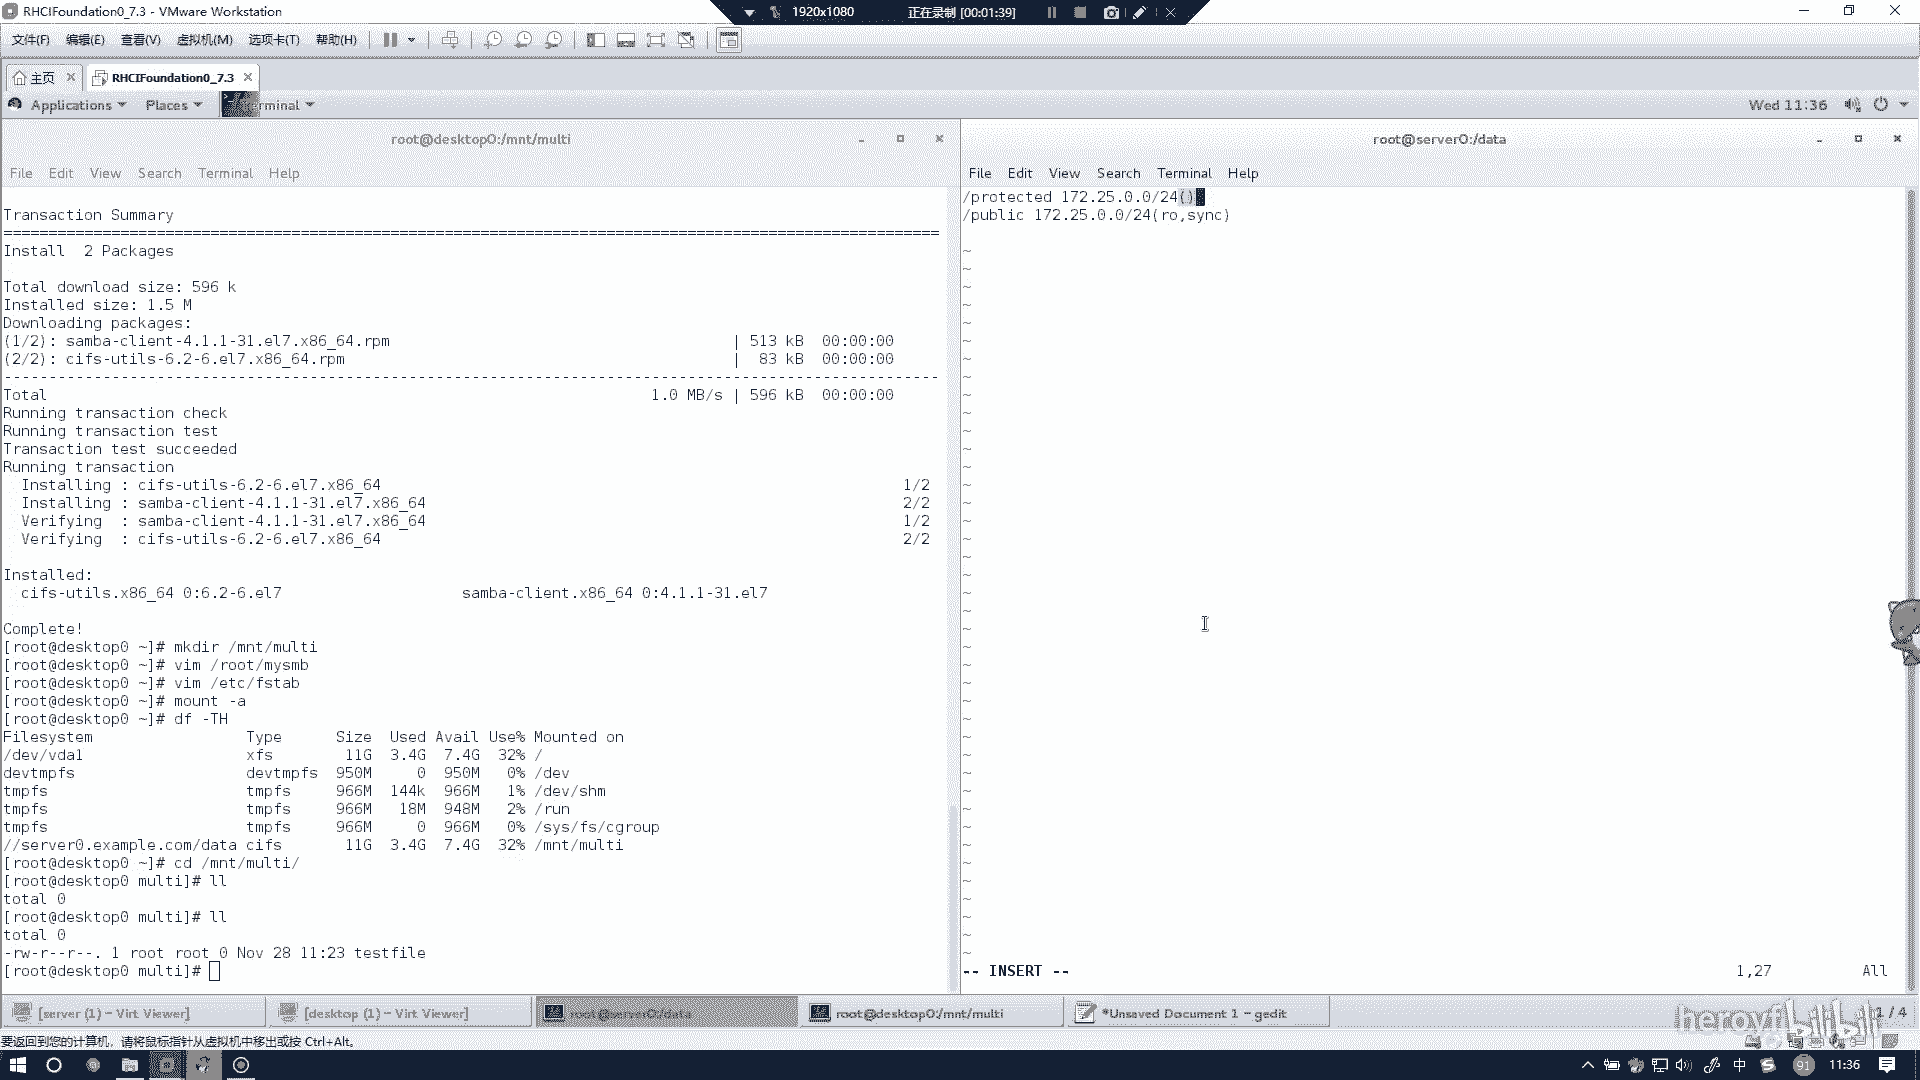 RHCIFoundation0_7.3 - VMware Workstation
1920x1080
正在录制 [00:01:39]
文件(F) 编辑(E) 查看(V) 虚拟机(M) 选项卡(T) 帮助(H)
主页
RHCIFoundation0_7.3
Applications Places Terminal
Wed 11:36
root@desktop0:/mnt/multi
File Edit View Search Terminal Help
Transaction Summary
================================================================================
Install  2 Packages
Total download size: 596 k
Installed size: 1.5 M
Downloading packages:
(1/2): samba-client-4.1.1-31.el7.x86_64.rpm | 513 kB 00:00:00
(2/2): cifs-utils-6.2-6.el7.x86_64.rpm | 83 kB 00:00:00
--------------------------------------------------------------------------------
Total 1.0 MB/s | 596 kB 00:00:00
Running transaction check
Running transaction test
Transaction test succeeded
Running transaction
Installing : cifs-utils-6.2-6.el7.x86_64 1/2
Installing : samba-client-4.1.1-31.el7.x86_64 2/2
Verifying : samba-client-4.1.1-31.el7.x86_64 1/2
Verifying : cifs-utils-6.2-6.el7.x86_64 2/2
Installed:
cifs-utils.x86_64 0:6.2-6.el7 samba-client.x86_64 0:4.1.1-31.el7
Complete!
[root@desktop0 ~]# mkdir /mnt/multi
[root@desktop0 ~]# vim /root/mysmb
[root@desktop0 ~]# vim /etc/fstab
[root@desktop0 ~]# mount -a
[root@desktop0 ~]# df -TH
Filesystem Type Size Used Avail Use% Mounted on
/dev/vda1 xfs 11G 3.4G 7.4G 32% /
devtmpfs devtmpfs 950M 0 950M 0% /dev
tmpfs tmpfs 966M 144k 966M 1% /dev/shm
tmpfs tmpfs 966M 18M 948M 2% /run
tmpfs tmpfs 966M 0 966M 0% /sys/fs/cgroup
//server0.example.com/data cifs 11G 3.4G 7.4G 32% /mnt/multi
[root@desktop0 ~]# cd /mnt/multi/
[root@desktop0 multi]# ll
total 0
[root@desktop0 multi]# ll
total 0
-rw-r--r--. 1 root root 0 Nov 28 11:23 testfile
[root@desktop0 multi]#
root@server0:/data
File Edit View Search Terminal Help
/protected 172.25.0.0/24()
/public 172.25.0.0/24(ro,sync)
-- INSERT -- 1,27 All
[server (1) – Virt Viewer]
[desktop (1) – Virt Viewer]
root@server0:/data
root@desktop0:/mnt/multi
*Unsaved Document 1 – gedit
1 / 4
bilibili
要返回到您的计算机，请将鼠标指针从虚拟机中移出或按 Ctrl+Alt。
中
91
11:36